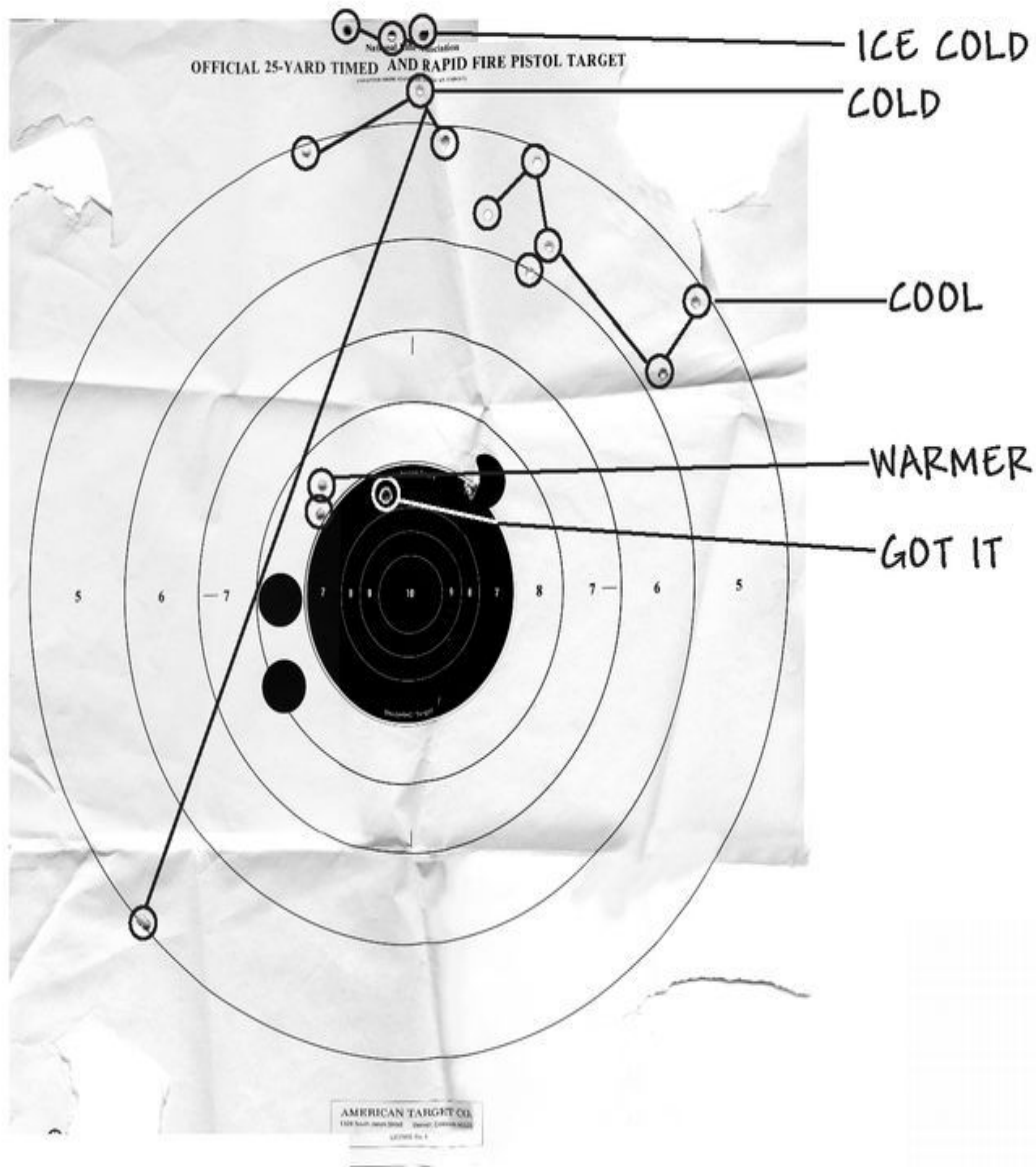 ICE COLD
OFFICIAL 25-YARD TIMED AND RAPID FIRE PISTOL TARGET
COLD
COOL
WARMER
GOT IT
5 6 7 7 8 9 10 9 8 7 8 7 6 5
AMERICAN TARGET CO.